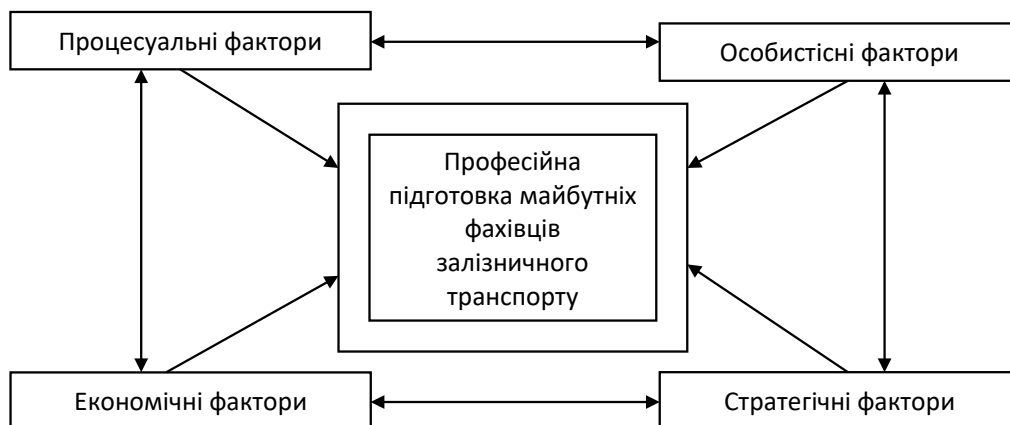 Процесуальні фактори
Особистісні фактори
Професійна
підготовка майбутніх
фахівців
залізничного
транспорту
Економічні фактори
Стратегічні фактори